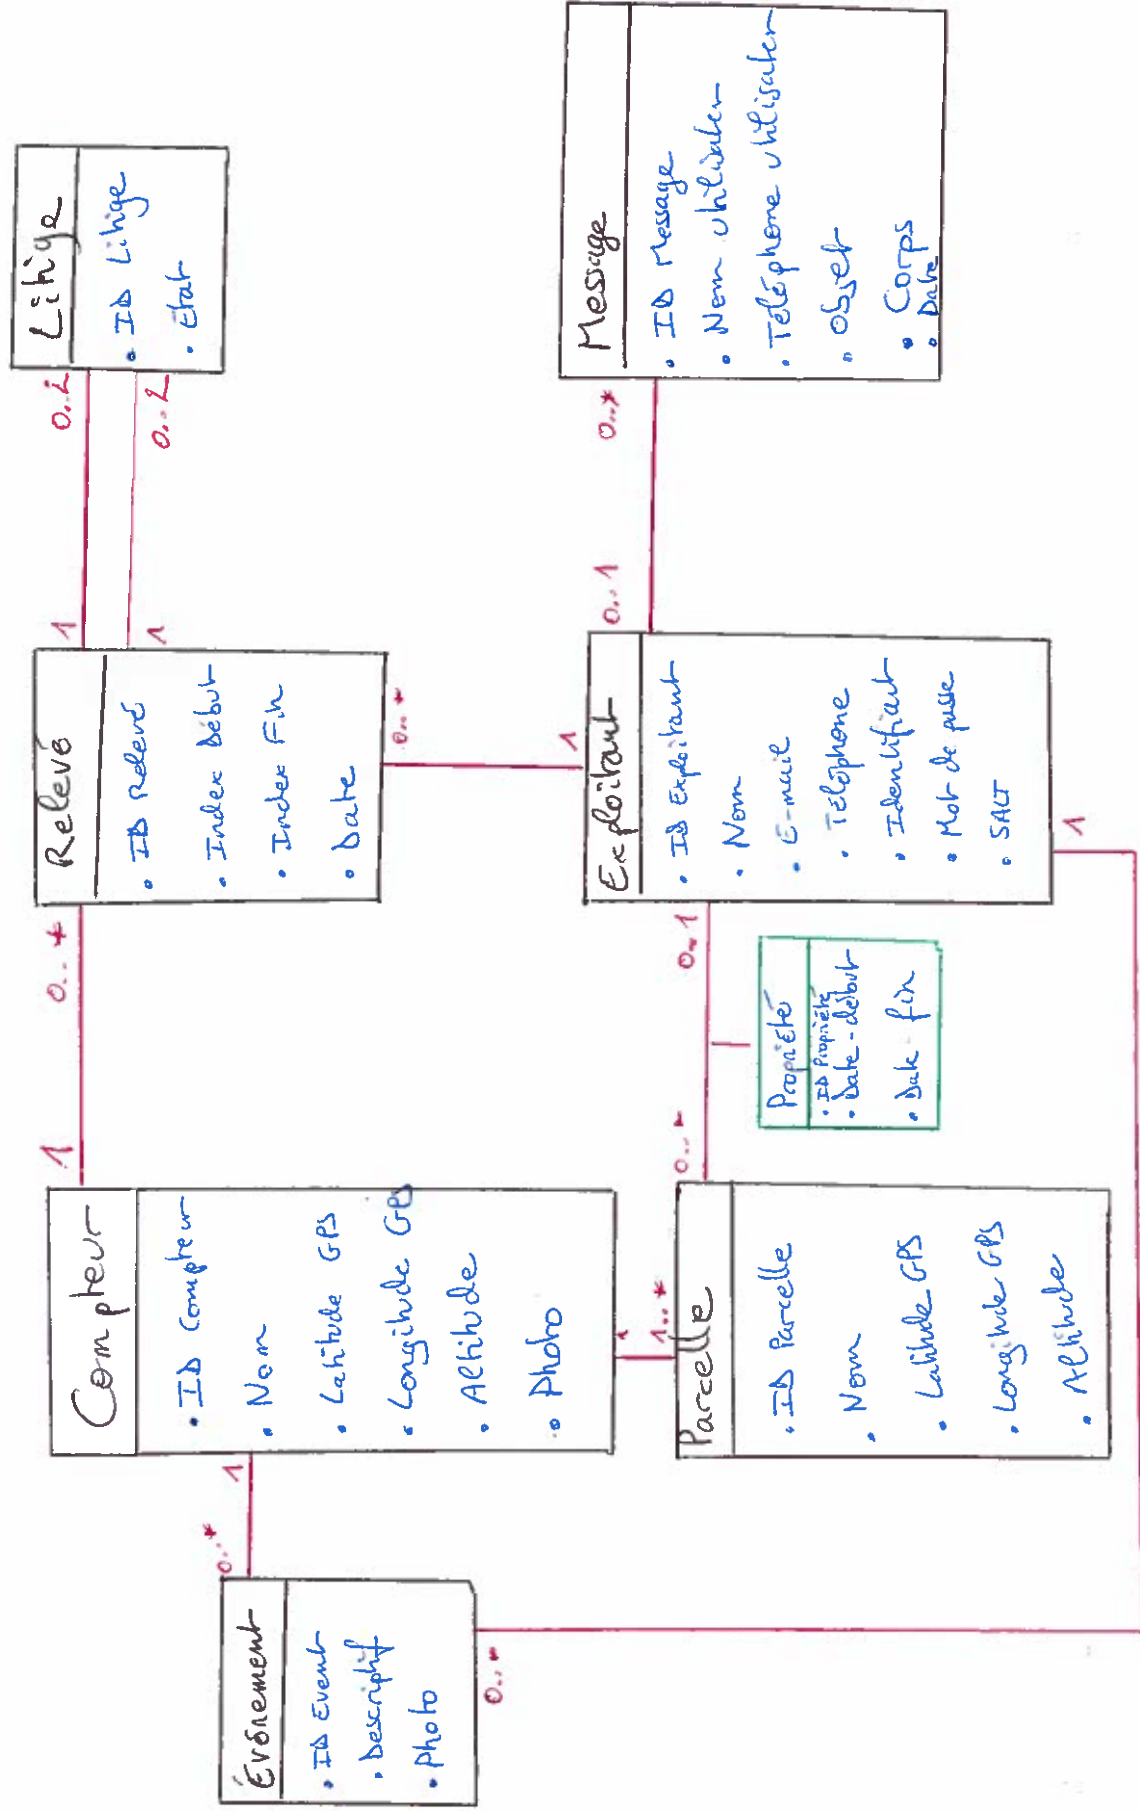 Événement
• ID Event
• Descriptif
• Photo
0..*
1
0..*
Compteur
• ID Compteur
• Nom
• Latitude GPS
• Longitude GPS
• Altitude
• Photo
1
0..*
Relevé
• ID Relevé
• Index Début
• Index Fin
• Date
1
0..2
1
0..2
Litige
• ID Litige
• État
1
1..*
0..*
1
Parcelle
• ID Parcelle
• Nom
• Latitude GPS
• Longitude GPS
• Altitude
0..*
0..1
Propriété
• ID Propriété
• Date-début
• Date-fin
Exploitant
• ID Exploitant
• Nom
• E-mail
• Téléphone
• Identifiant
• Mot de passe
• SALT
1
0..1
0..*
Message
• ID Message
• Nom utilisateur
• Téléphone utilisateur
• Objet
• Corps
• Date